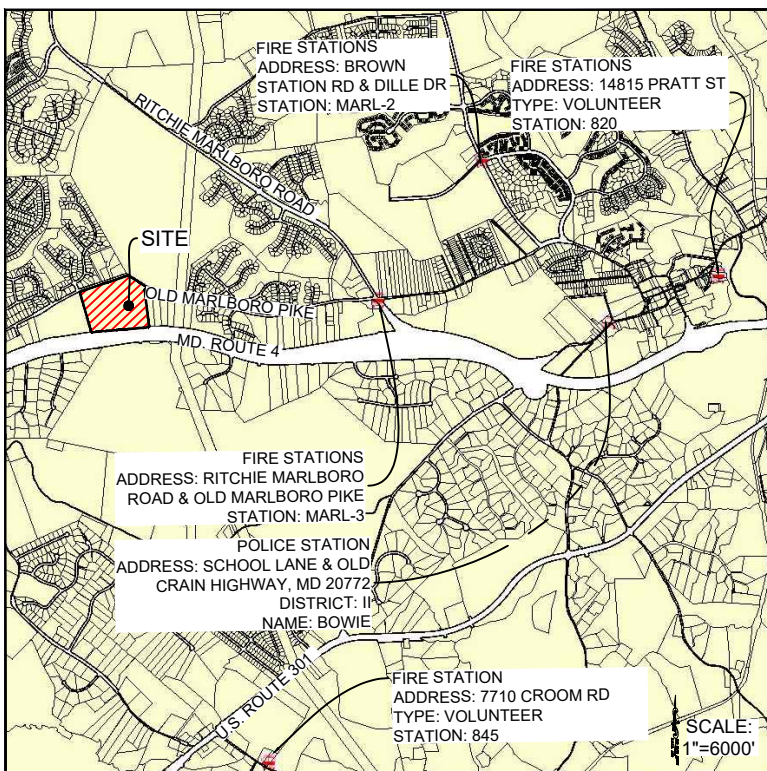 FIRE STATIONS
ADDRESS: BROWN
STATION RD & DILLE DR
STATION: MARL-2
FIRE STATIONS
ADDRESS: 14815 PRATT ST
TYPE: VOLUNTEER
STATION: 820
RITCHIE MARLBORO ROAD
SITE
OLD MARLBORO PIKE
MD. ROUTE 4
FIRE STATIONS
ADDRESS: RITCHIE MARLBORO
ROAD & OLD MARLBORO PIKE
STATION: MARL-3
POLICE STATION
ADDRESS: SCHOOL LANE & OLD
CRAIN HIGHWAY, MD 20772
DISTRICT: II
NAME: BOWIE
U.S. ROUTE 301
FIRE STATION
ADDRESS: 7710 CROOM RD
TYPE: VOLUNTEER
STATION: 845
SCALE:
1"=6000'